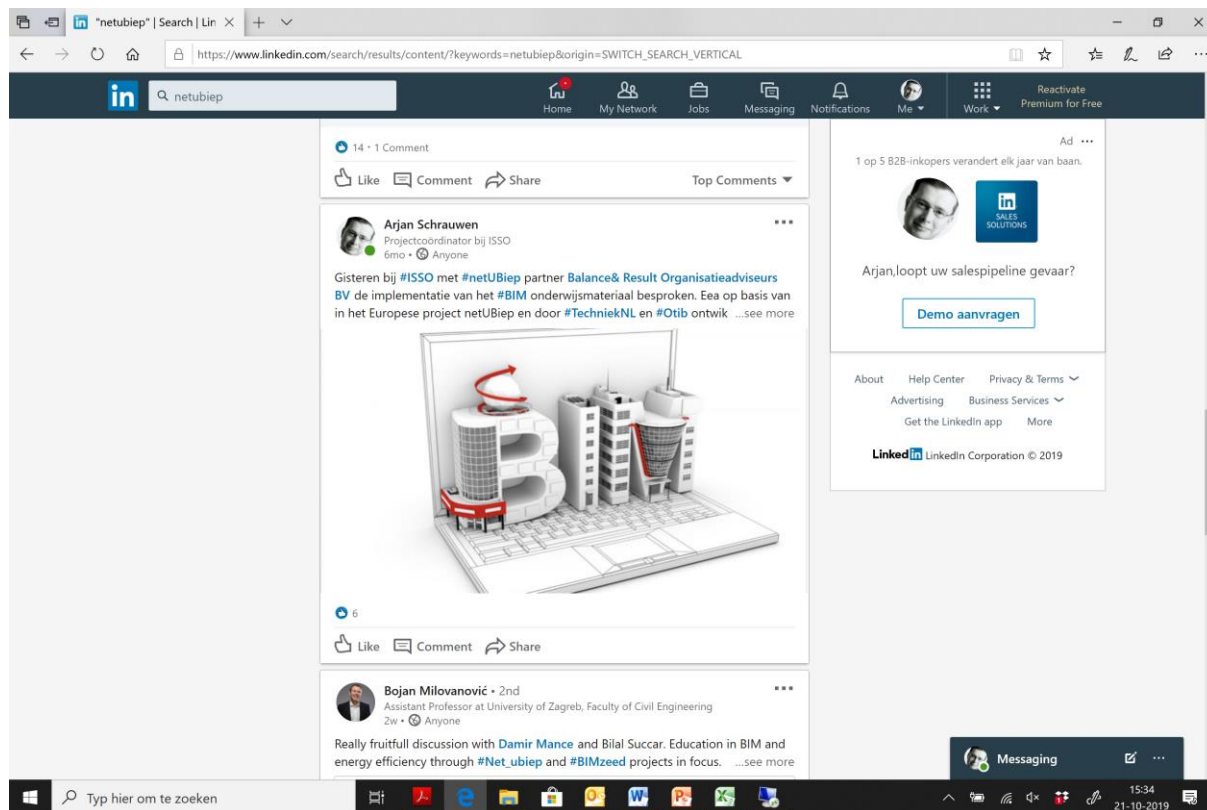 "netubiep" | Search | Lin
https://www.linkedin.com/search/results/content/?keywords=netubiep&origin=SWITCH_SEARCH_VERTICAL
in
netubiep
Home
My Network
Jobs
Messaging
Notifications
Me
Work
Reactivate
Premium for Free
14 · 1 Comment
Like Comment Share Top Comments
Arjan Schrauwen
Projectcoördinator bij ISSO
6mo • Anyone
Gisteren bij #ISSO met #netUBiep partner Balance& Result Organisatieadviseurs
BV de implementatie van het #BIM onderwijsmateriaal besproken. Eea op basis van
in het Europese project netUBiep en door #TechniekNL en #Otib ontwik ...see more
BIM
6
Like Comment Share
Bojan Milovanović • 2nd
Assistant Professor at University of Zagreb, Faculty of Civil Engineering
2w • Anyone
Really fruitfull discussion with Damir Mance and Bilal Succar. Education in BIM and
energy efficiency through #Net_ubiep and #BIMzeed projects in focus. ...see more
Ad
1 op 5 B2B-inkopers verandert elk jaar van baan.
in
SALES
SOLUTIONS
Arjan,loopt uw salespipeline gevaar?
Demo aanvragen
About Help Center Privacy & Terms
Advertising Business Services
Get the LinkedIn app More
Linked in LinkedIn Corporation © 2019
Messaging
Typ hier om te zoeken
15:34
21-10-2019